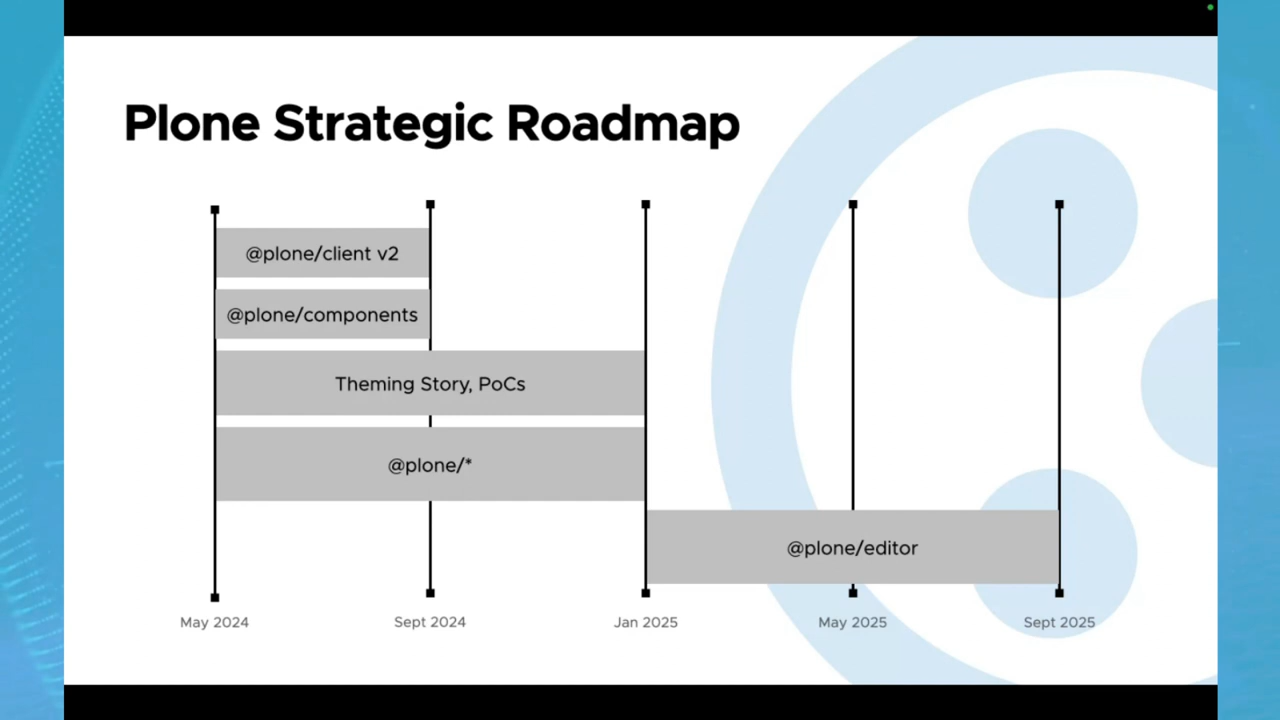 Plone Strategic Roadmap
@plone/client v2
@plone/components
Theming Story, PoCs
@plone/*
@plone/editor
May 2024
Sept 2024
Jan 2025
May 2025
Sept 2025